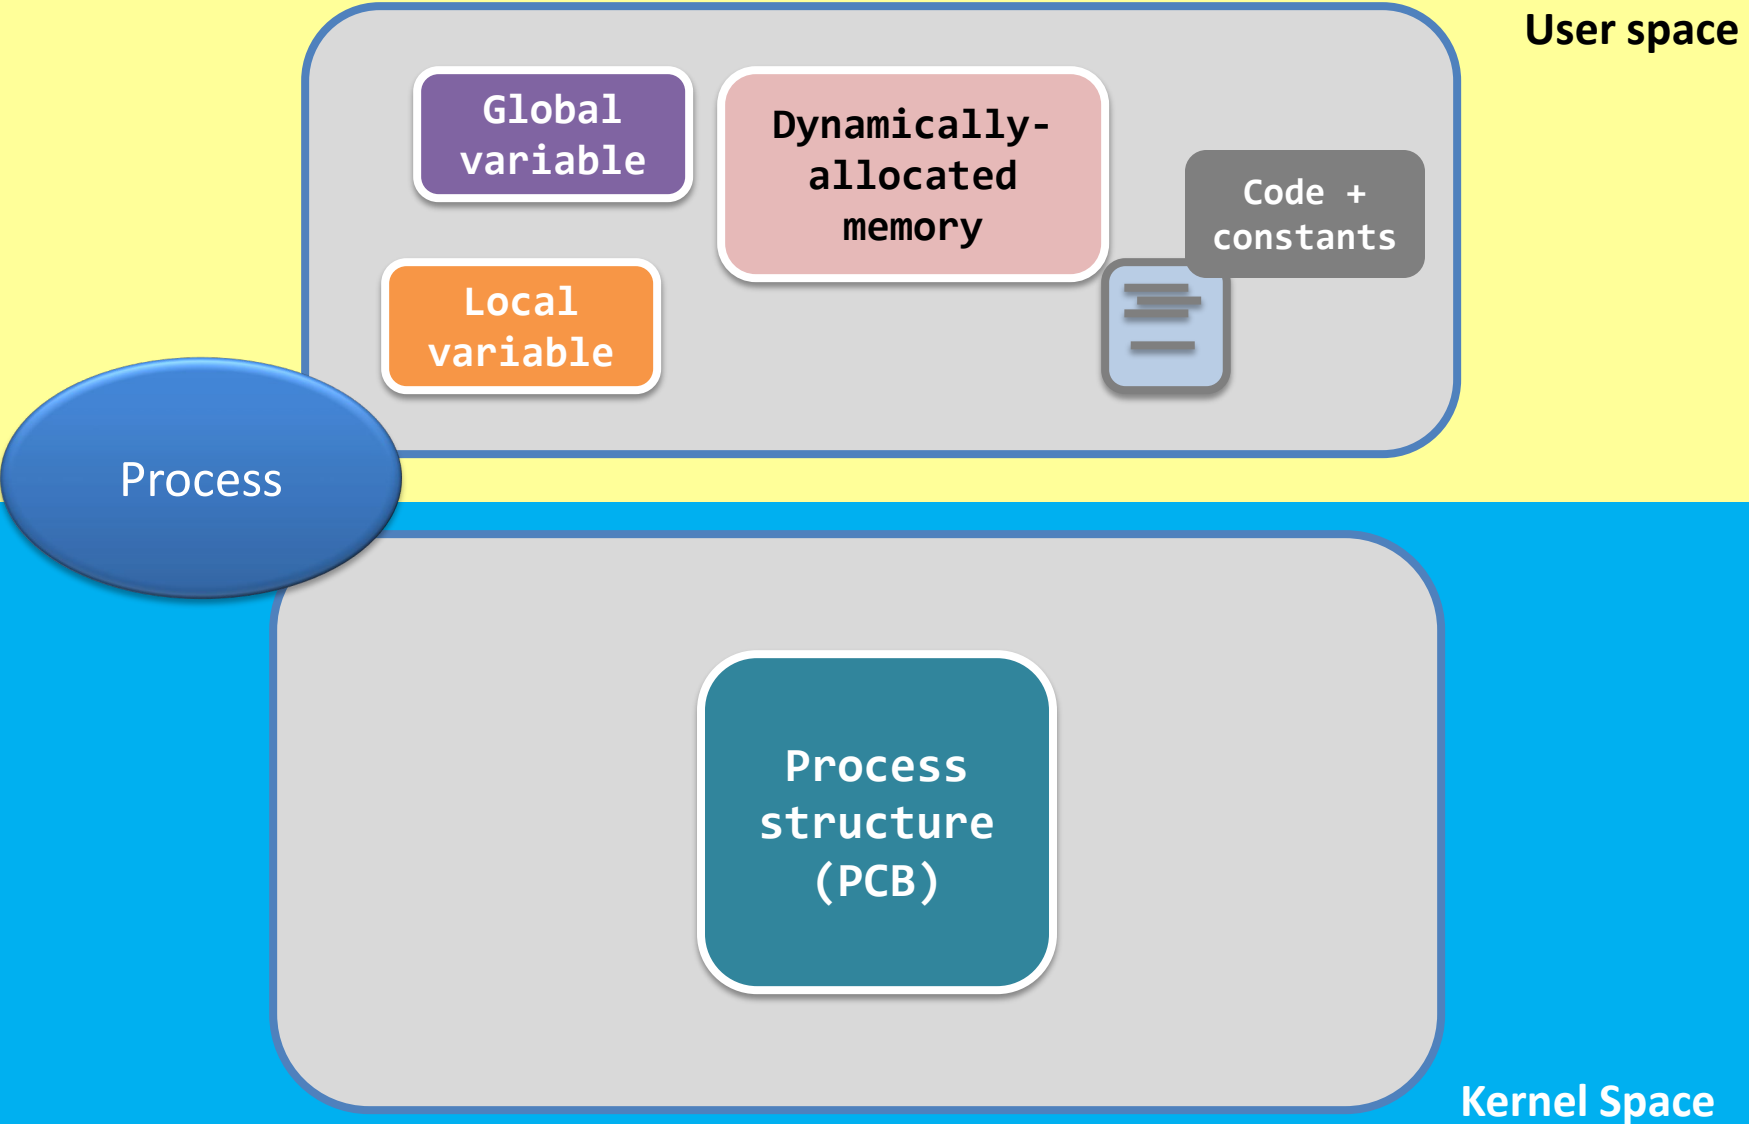 User space
Global
variable
Dynamically-
allocated
memory
Code +
constants
Local
variable
Process
Process
structure
(PCB)
Kernel Space